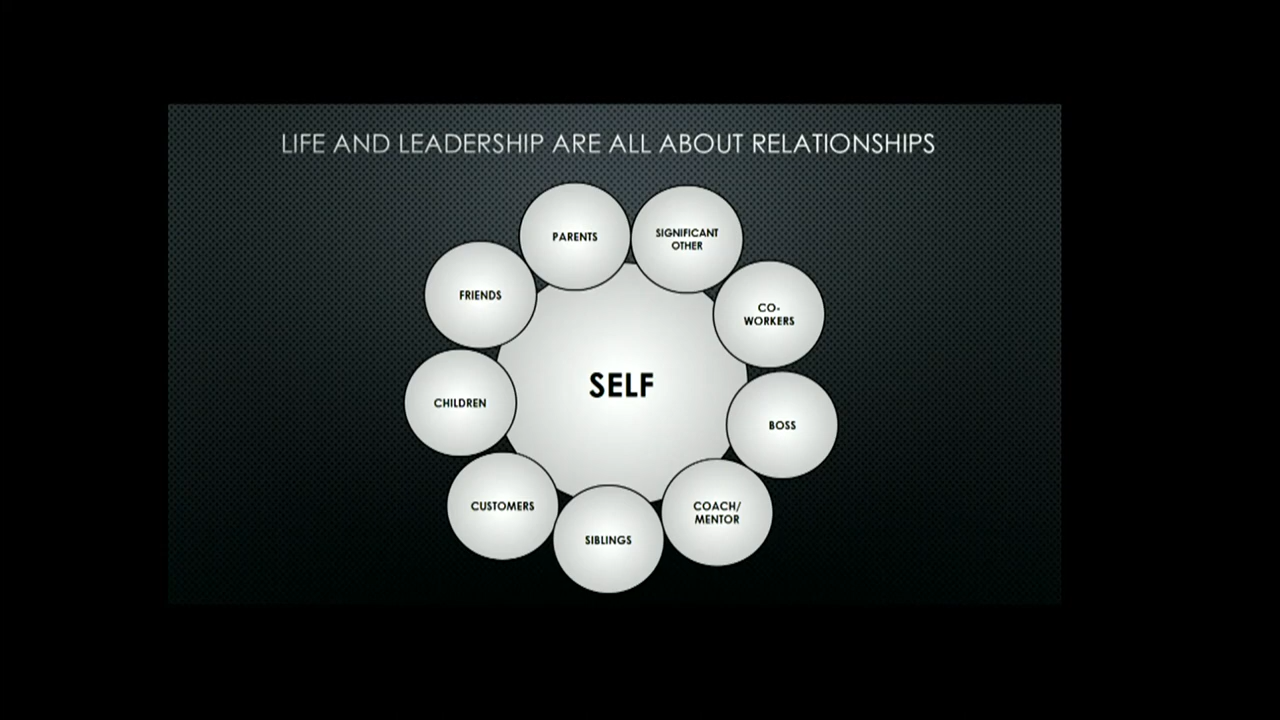 LIFE AND LEADERSHIP ARE ALL ABOUT RELATIONSHIPS
PARENTS
SIGNIFICANT
OTHER
FRIENDS
CO-
WORKERS
SELF
CHILDREN
BOSS
CUSTOMERS
COACH/
MENTOR
SIBLINGS